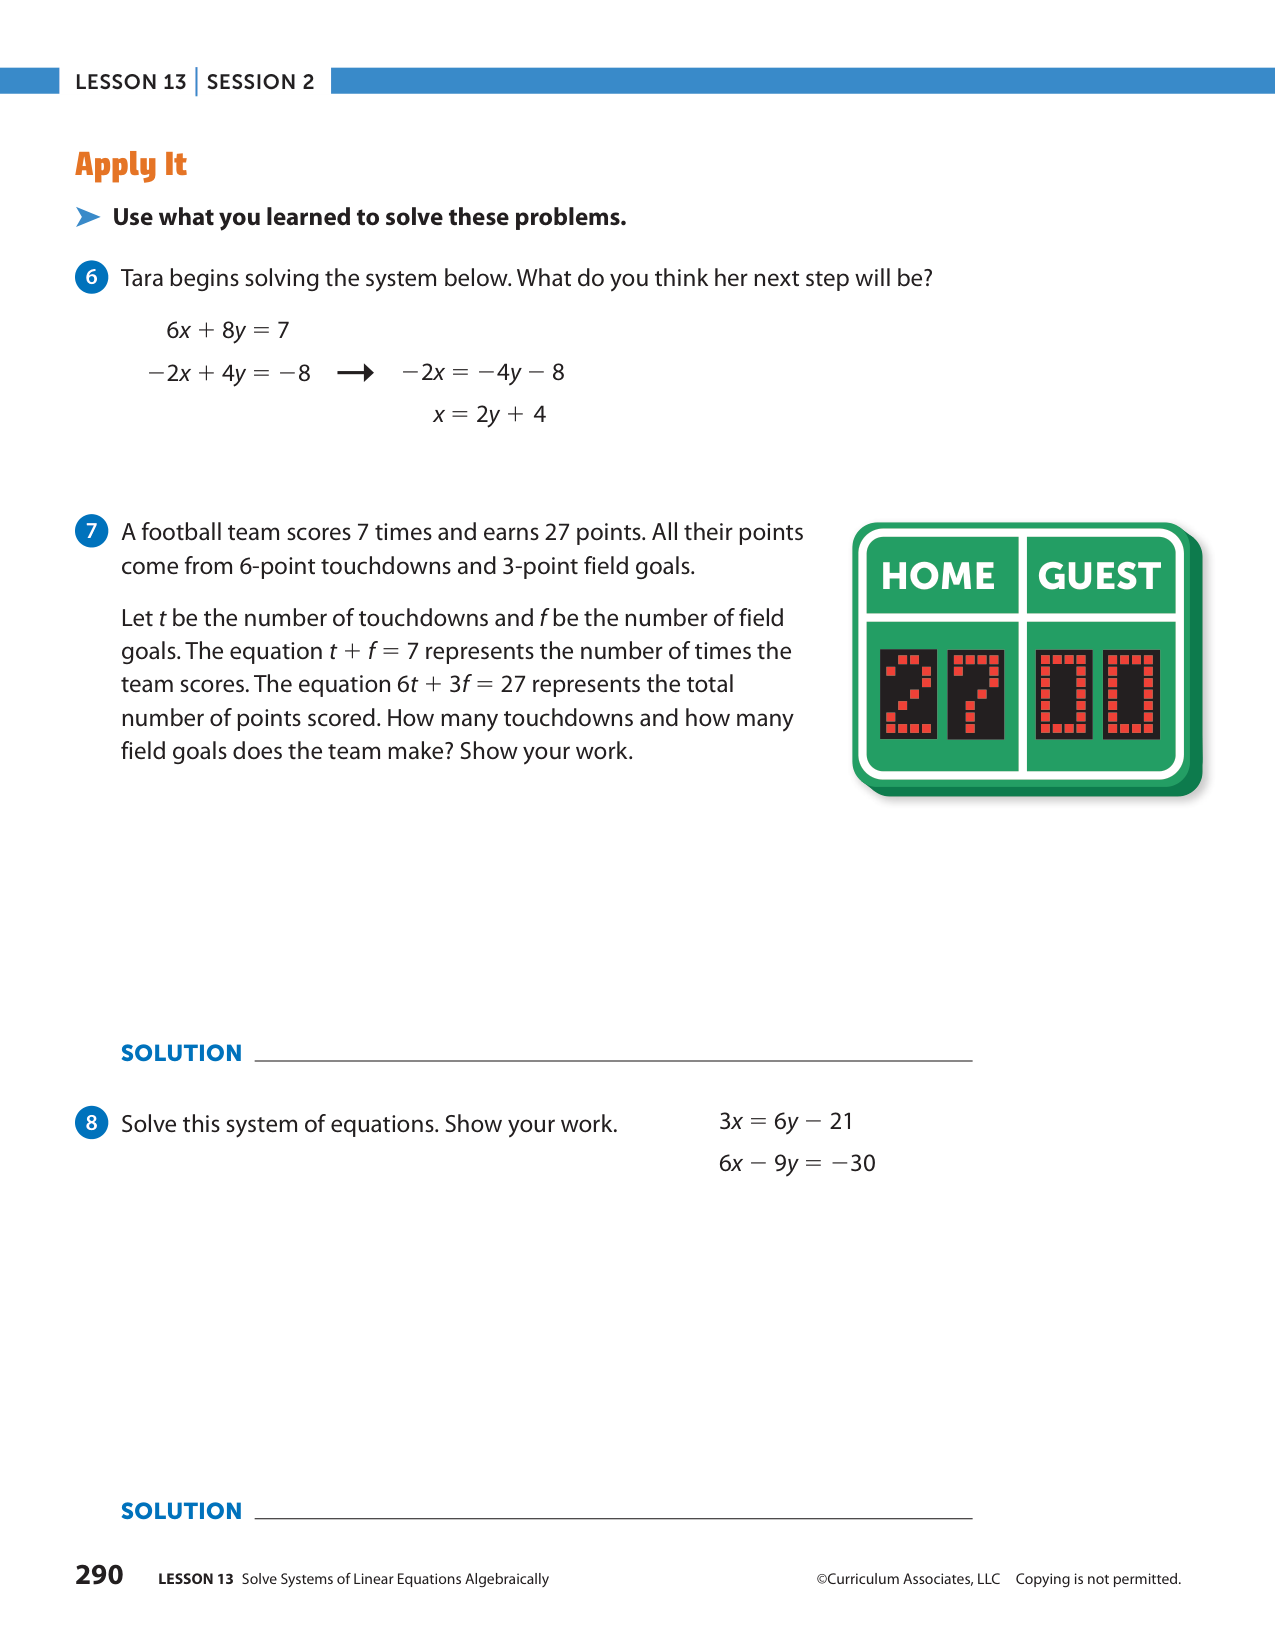 LESSON 13 | SESSION 2
Apply It
➤ Use what you learned to solve these problems.
6 Tara begins solving the system below. What do you think her next step will be?
6x + 8y = 7
−2x + 4y = −8 → −2x = −4y − 8
x = 2y + 4
7 A football team scores 7 times and earns 27 points. All their points
come from 6-point touchdowns and 3-point field goals.
Let t be the number of touchdowns and f be the number of field
goals. The equation t + f = 7 represents the number of times the
team scores. The equation 6t + 3f = 27 represents the total
number of points scored. How many touchdowns and how many
field goals does the team make? Show your work.
HOME GUEST
27 00
SOLUTION
8 Solve this system of equations. Show your work.
3x = 6y − 21
6x − 9y = −30
SOLUTION
290 LESSON 13 Solve Systems of Linear Equations Algebraically ©Curriculum Associates, LLC Copying is not permitted.